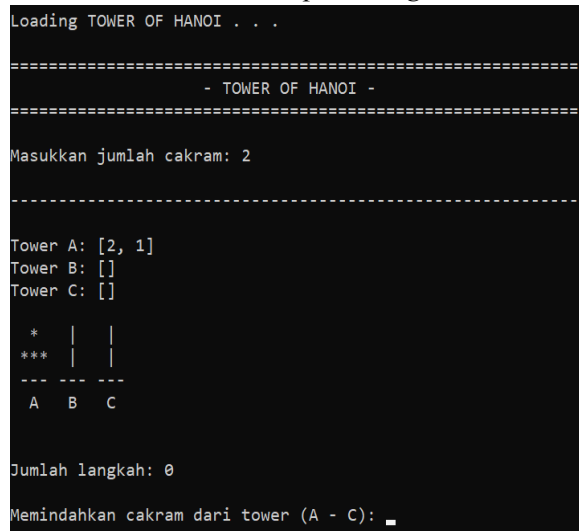 Loading TOWER OF HANOI . . .
===========================================================
- TOWER OF HANOI -
===========================================================
Masukkan jumlah cakram: 2
-----------------------------------------------------------
Tower A: [2, 1]
Tower B: []
Tower C: []
  *   |   |
 ***  |   |
 --- --- ---
  A   B   C
Jumlah langkah: 0
Memindahkan cakram dari tower (A - C): _